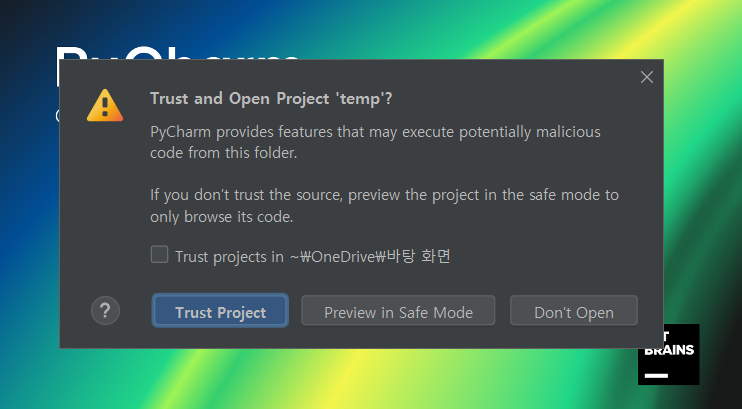 Trust and Open Project 'temp'?
PyCharm provides features that may execute potentially malicious
code from this folder.
If you don't trust the source, preview the project in the safe mode to
only browse its code.
Trust projects in ~₩OneDrive₩바탕 화면
?
Trust Project
Preview in Safe Mode
Don't Open
BRAINS